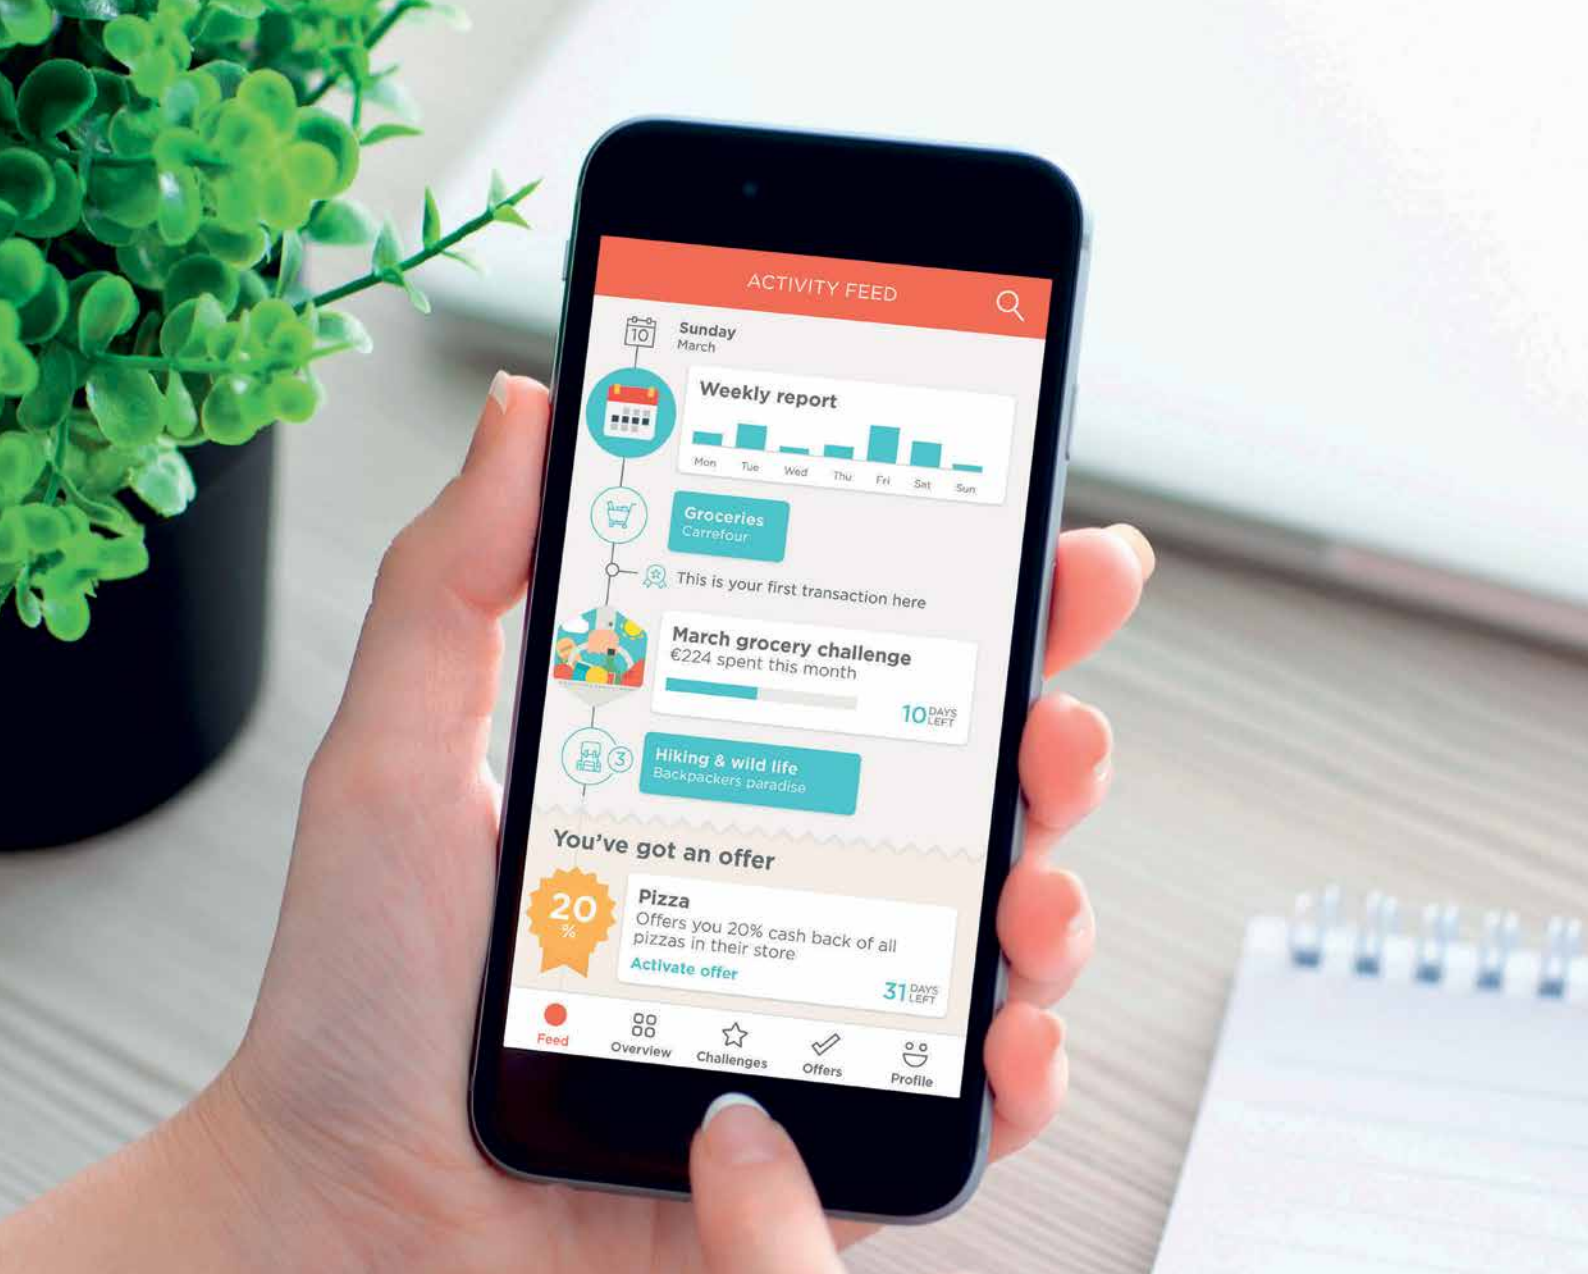 ACTIVITY FEED
10
Sunday
March
Weekly report
Mon Tue Wed Thu Fri Sat Sun
Groceries
Carrefour
This is your first transaction here
March grocery challenge
€224 spent this month
10 DAYS
LEFT
3
Hiking & wild life
Backpackers paradise
You've got an offer
20
%
Pizza
Offers you 20% cash back of all
pizzas in their store
Activate offer
31 DAYS
LEFT
Feed Overview Challenges Offers Profile